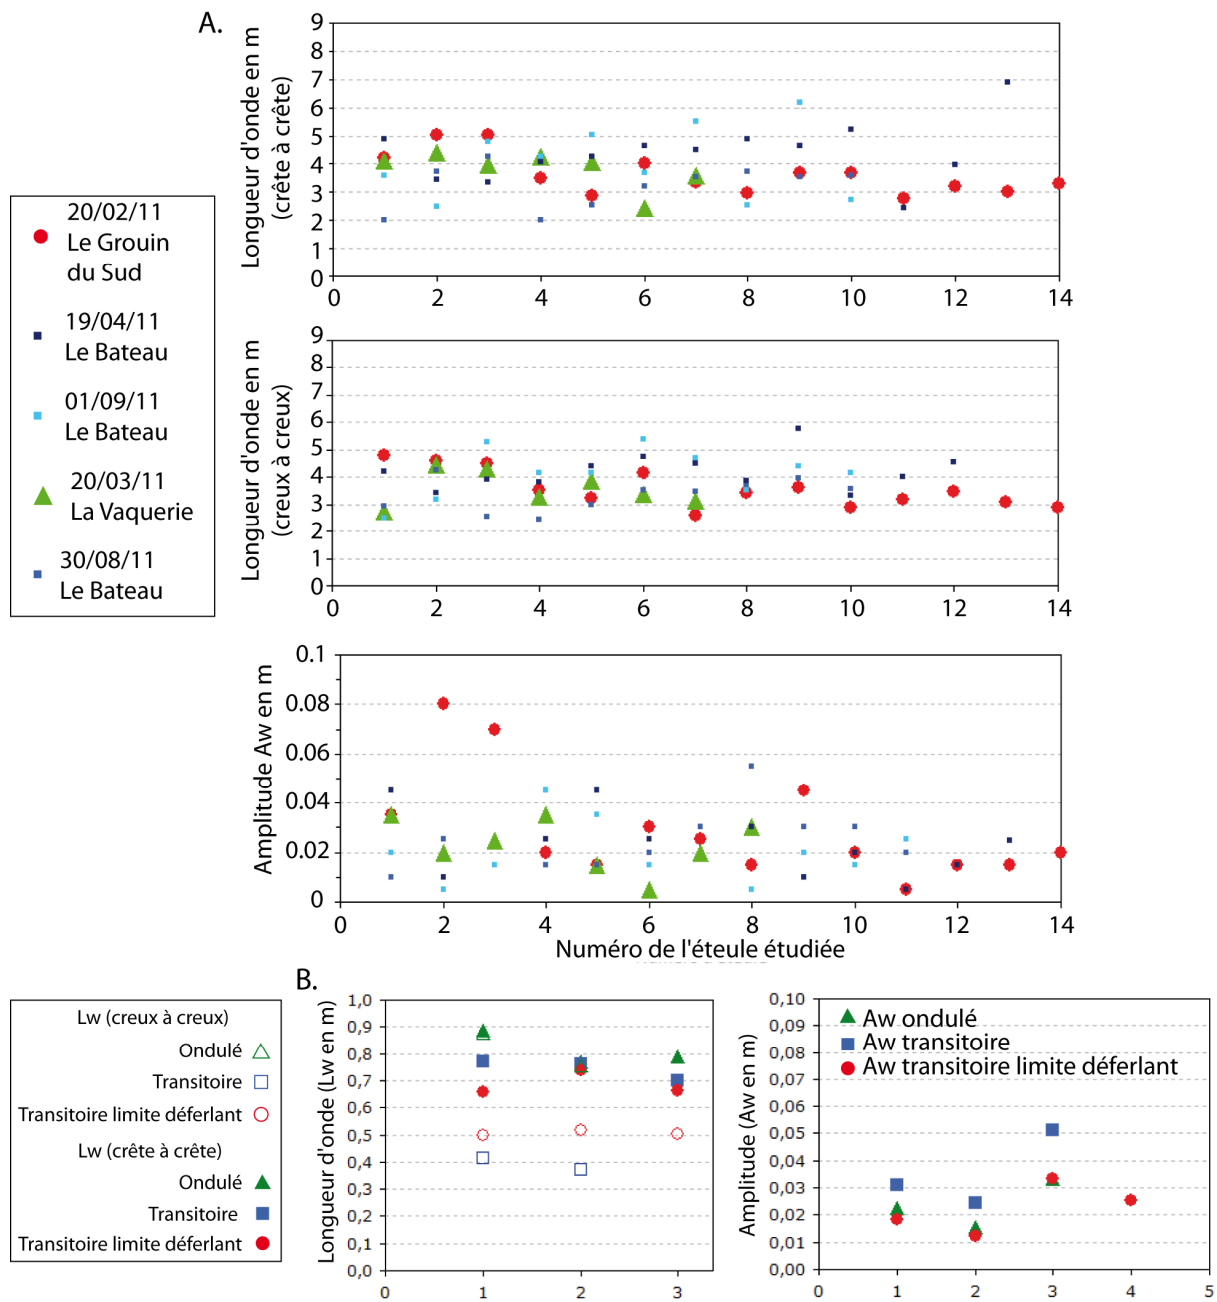 A.
Longueur d'onde en m
(crête à crête)
9
8
7
6
5
4
3
2
1
0
0 2 4 6 8 10 12 14
20/02/11
Le Grouin
du Sud
19/04/11
Le Bateau
01/09/11
Le Bateau
20/03/11
La Vaquerie
30/08/11
Le Bateau
Longueur d'onde en m
(creux à creux)
9
8
7
6
5
4
3
2
1
0
0 2 4 6 8 10 12 14
Amplitude Aw en m
0.1
0.08
0.06
0.04
0.02
0
0 2 4 6 8 10 12 14
Numéro de l'éteule étudiée
B.
Lw (creux à creux)
Ondulé
Transitoire
Transitoire limite déferlant
Lw (crête à crête)
Ondulé
Transitoire
Transitoire limite déferlant
Longueur d'onde (Lw en m)
1,0
0,9
0,8
0,7
0,6
0,5
0,4
0,3
0,2
0,1
0,0
0 1 2 3
Amplitude (Aw en m)
0,10
0,09
0,08
0,07
0,06
0,05
0,04
0,03
0,02
0,01
0,00
0 1 2 3 4 5
Aw ondulé
Aw transitoire
Aw transitoire limite déferlant